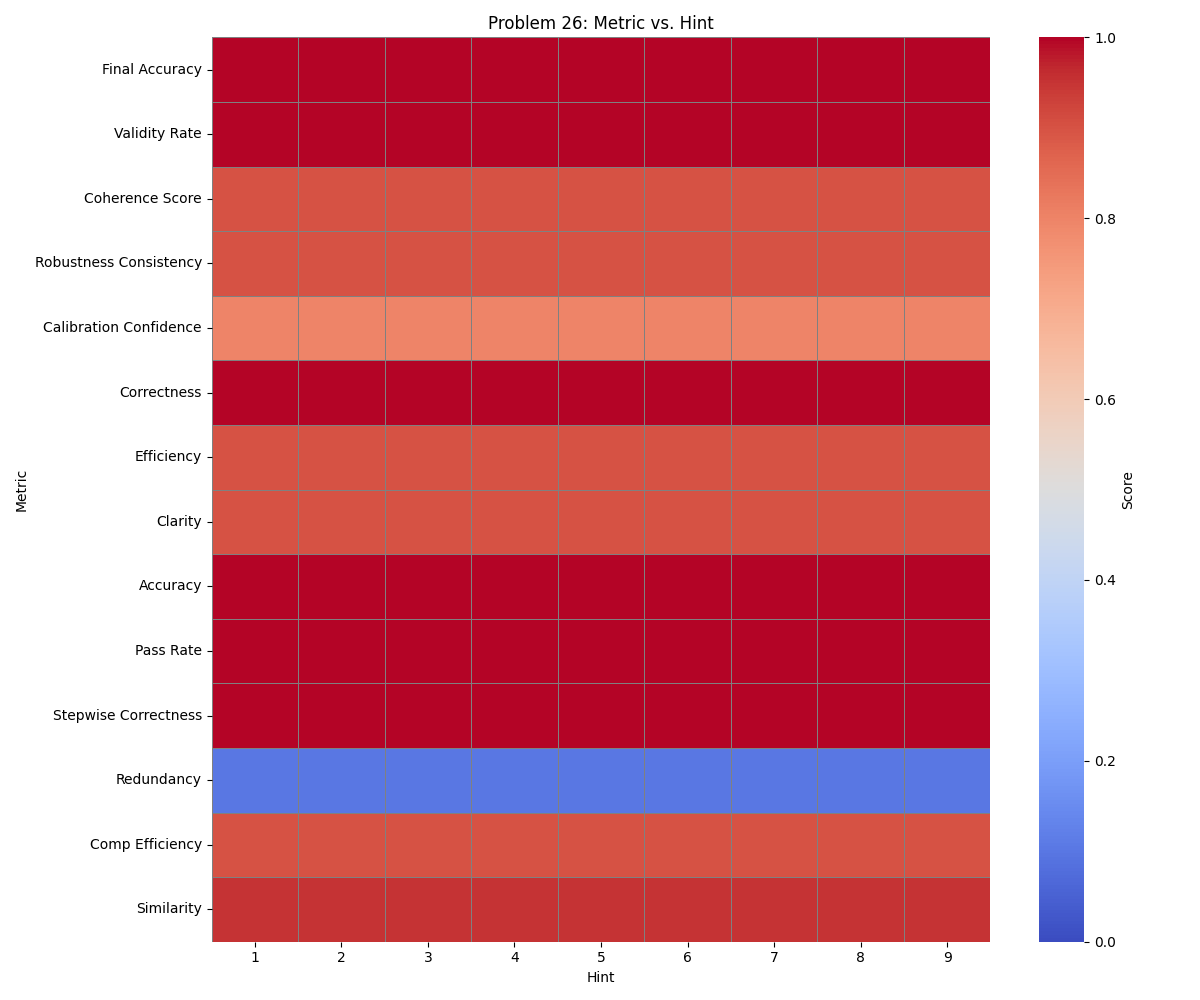 Problem 26: Metric vs. Hint
Final Accuracy
Validity Rate
Coherence Score
Robustness Consistency
Calibration Confidence
Correctness
Efficiency
Clarity
Accuracy
Pass Rate
Stepwise Correctness
Redundancy
Comp Efficiency
Similarity
Metric
1 2 3 4 5 6 7 8 9
Hint
1.0
0.8
0.6
0.4
0.2
0.0
Score